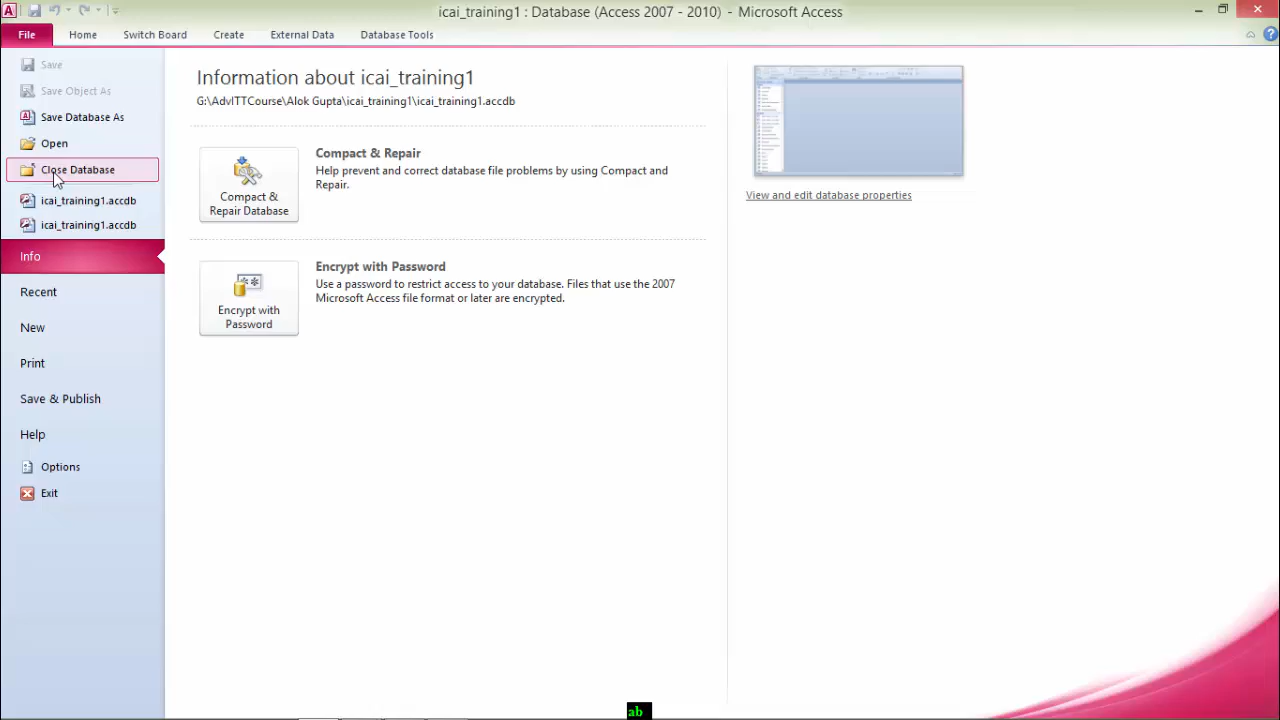 icai_training1 : Database (Access 2007 - 2010) - Microsoft Access
File Home Switch Board Create External Data Database Tools
Save
Save Object As
Save Database As
Open
Close Database
icai_training1.accdb
icai_training1.accdb
Info
Recent
New
Print
Save & Publish
Help
Options
Exit
Information about icai_training1
G:\AdvITTCourse\Alok Gupta\icai_training1\icai_training1.accdb
Compact &
Repair Database
Compact & Repair
Help prevent and correct database file problems by using Compact and
Repair.
Encrypt with
Password
Encrypt with Password
Use a password to restrict access to your database. Files that use the 2007
Microsoft Access file format or later are encrypted.
View and edit database properties
ab